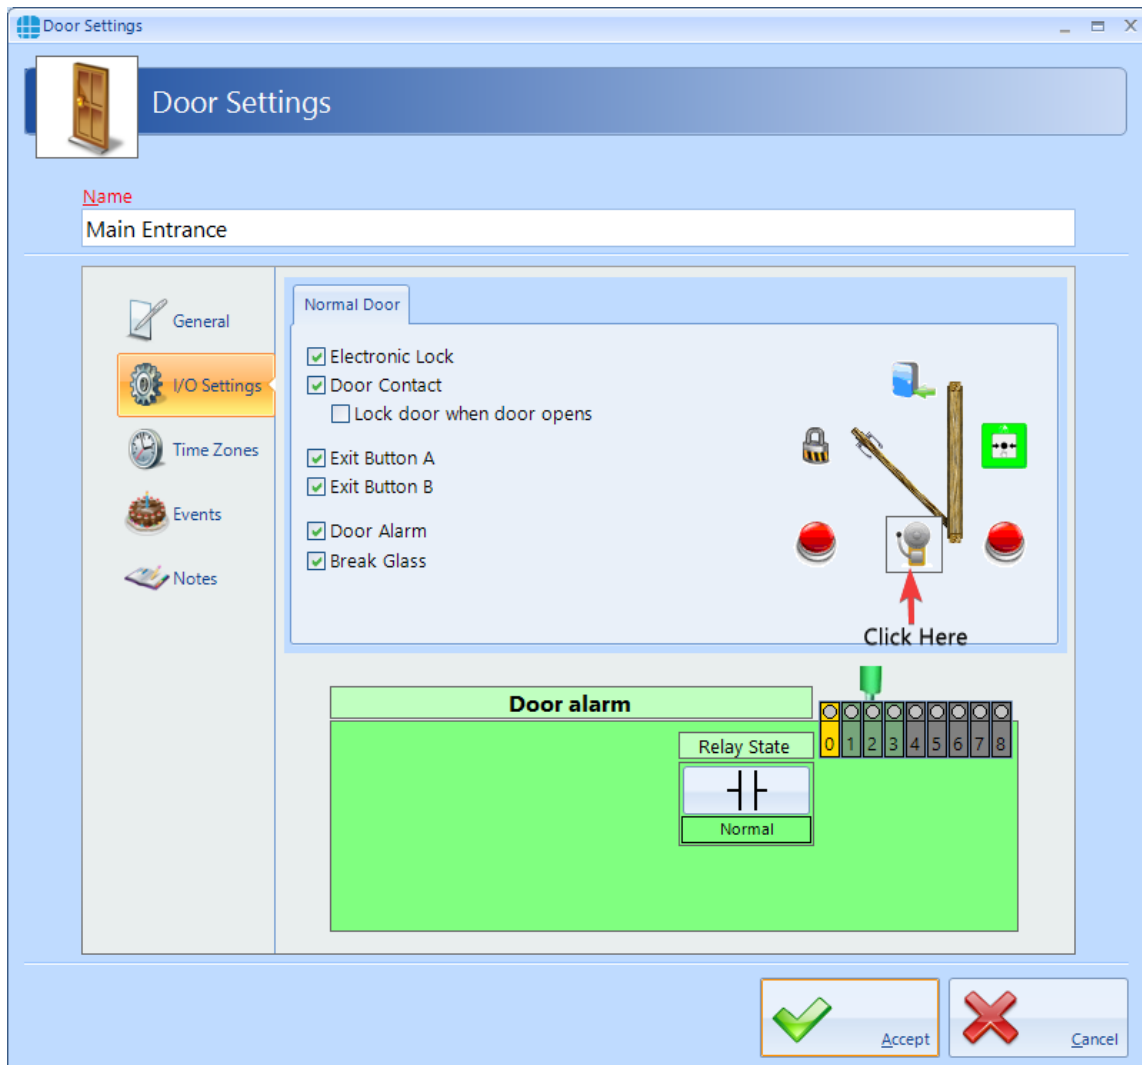 Door Settings
Door Settings
Name
Main Entrance
General
I/O Settings
Time Zones
Events
Notes
Normal Door
Electronic Lock
Door Contact
Lock door when door opens
Exit Button A
Exit Button B
Door Alarm
Break Glass
Click Here
Door alarm
Relay State
Normal
0 1 2 3 4 5 6 7 8
Accept
Cancel